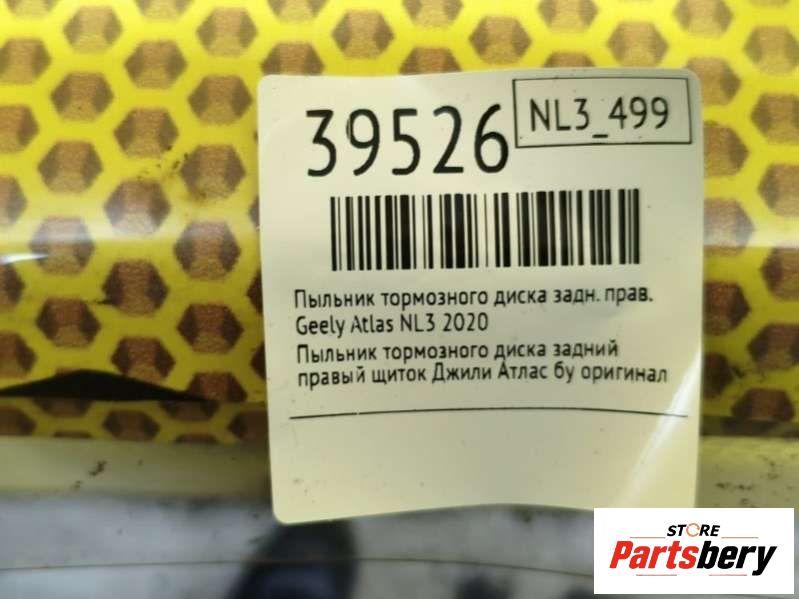 39526
NL3_499
Пыльник тормозного диска задн. прав.
Geely Atlas NL3 2020
Пыльник тормозного диска задний
правый щиток Джили Атлас бу оригинал
STORE
Partsbery